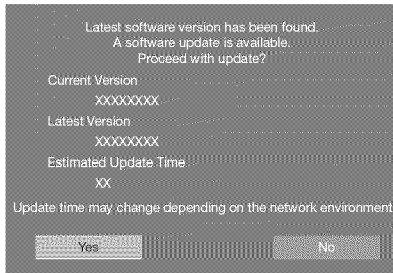 Latest software version has been found.
A software update is available.
Proceed with update?
Current Version
XXXXXXXX
Latest Version
XXXXXXXX
Estimated Update Time
XX
Update time may change depending on the network environment
Yes
No